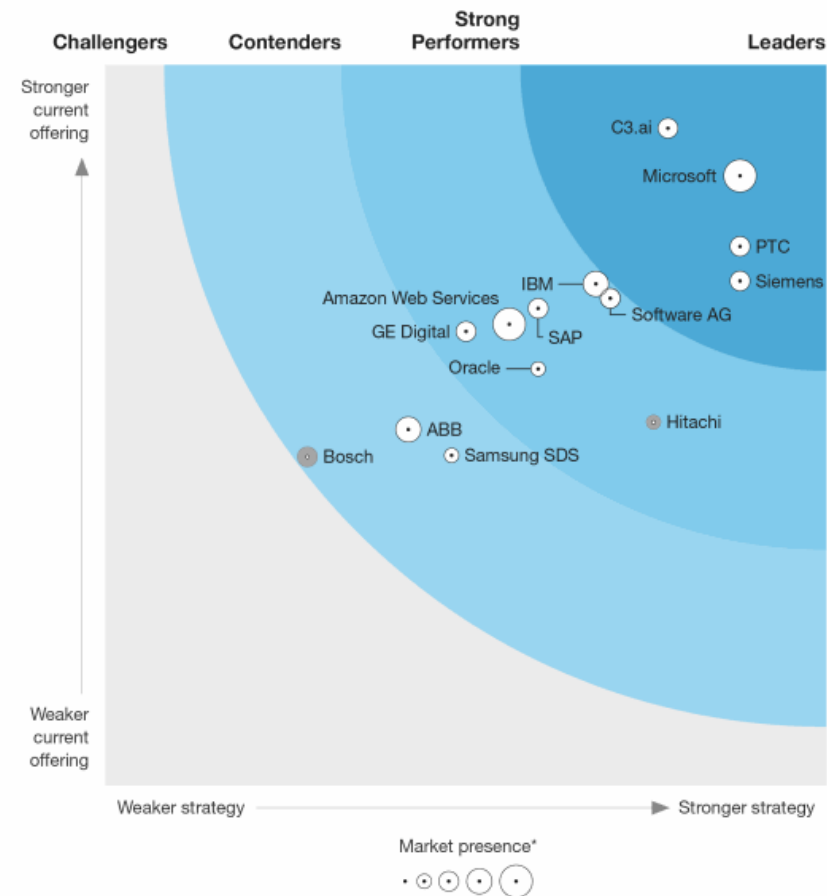 Challengers
Contenders
Strong
Performers
Leaders
Stronger
current
offering
C3.ai
Microsoft
PTC
IBM
Siemens
Amazon Web Services
Software AG
GE Digital
SAP
Oracle
Hitachi
ABB
Bosch
Samsung SDS
Weaker
current
offering
Weaker strategy
Stronger strategy
Market presence*